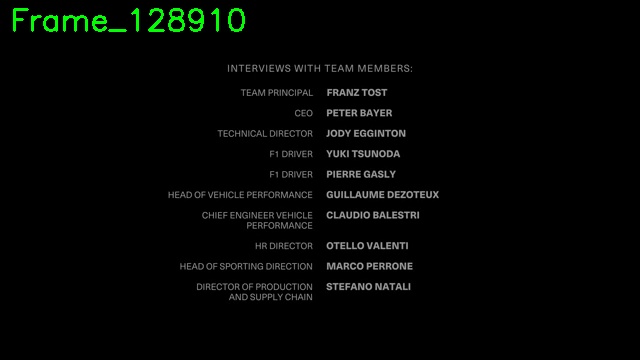 Frame_128910
INTERVIEWS WITH TEAM MEMBERS:
TEAM PRINCIPAL FRANZ TOST
CEO PETER BAYER
TECHNICAL DIRECTOR JODY EGGINTON
F1 DRIVER YUKI TSUNODA
F1 DRIVER PIERRE GASLY
HEAD OF VEHICLE PERFORMANCE GUILLAUME DEZOTEUX
CHIEF ENGINEER VEHICLE CLAUDIO BALESTRI
PERFORMANCE
HR DIRECTOR OTELLO VALENTI
HEAD OF SPORTING DIRECTION MARCO PERRONE
DIRECTOR OF PRODUCTION STEFANO NATALI
AND SUPPLY CHAIN